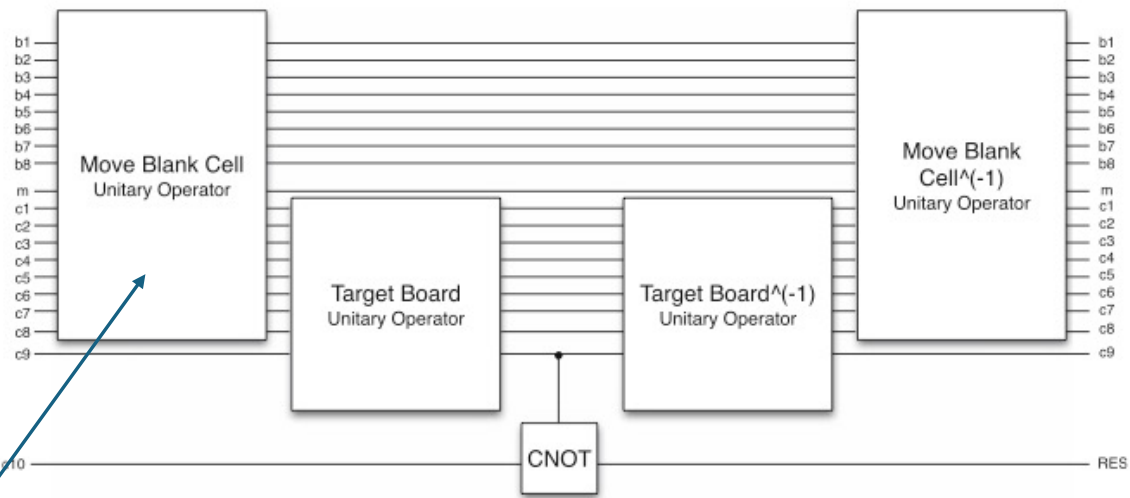 b1
b2
b3
b4
b5
b6
b7
b8
m
c1
c2
c3
c4
c5
c6
c7
c8
c9
Move Blank Cell
Unitary Operator
Target Board
Unitary Operator
CNOT
Target Board^(-1)
Unitary Operator
Move Blank
Cell^(-1)
Unitary Operator
b1
b2
b3
b4
b5
b6
b7
b8
m
c1
c2
c3
c4
c5
c6
c7
c8
c9
RES